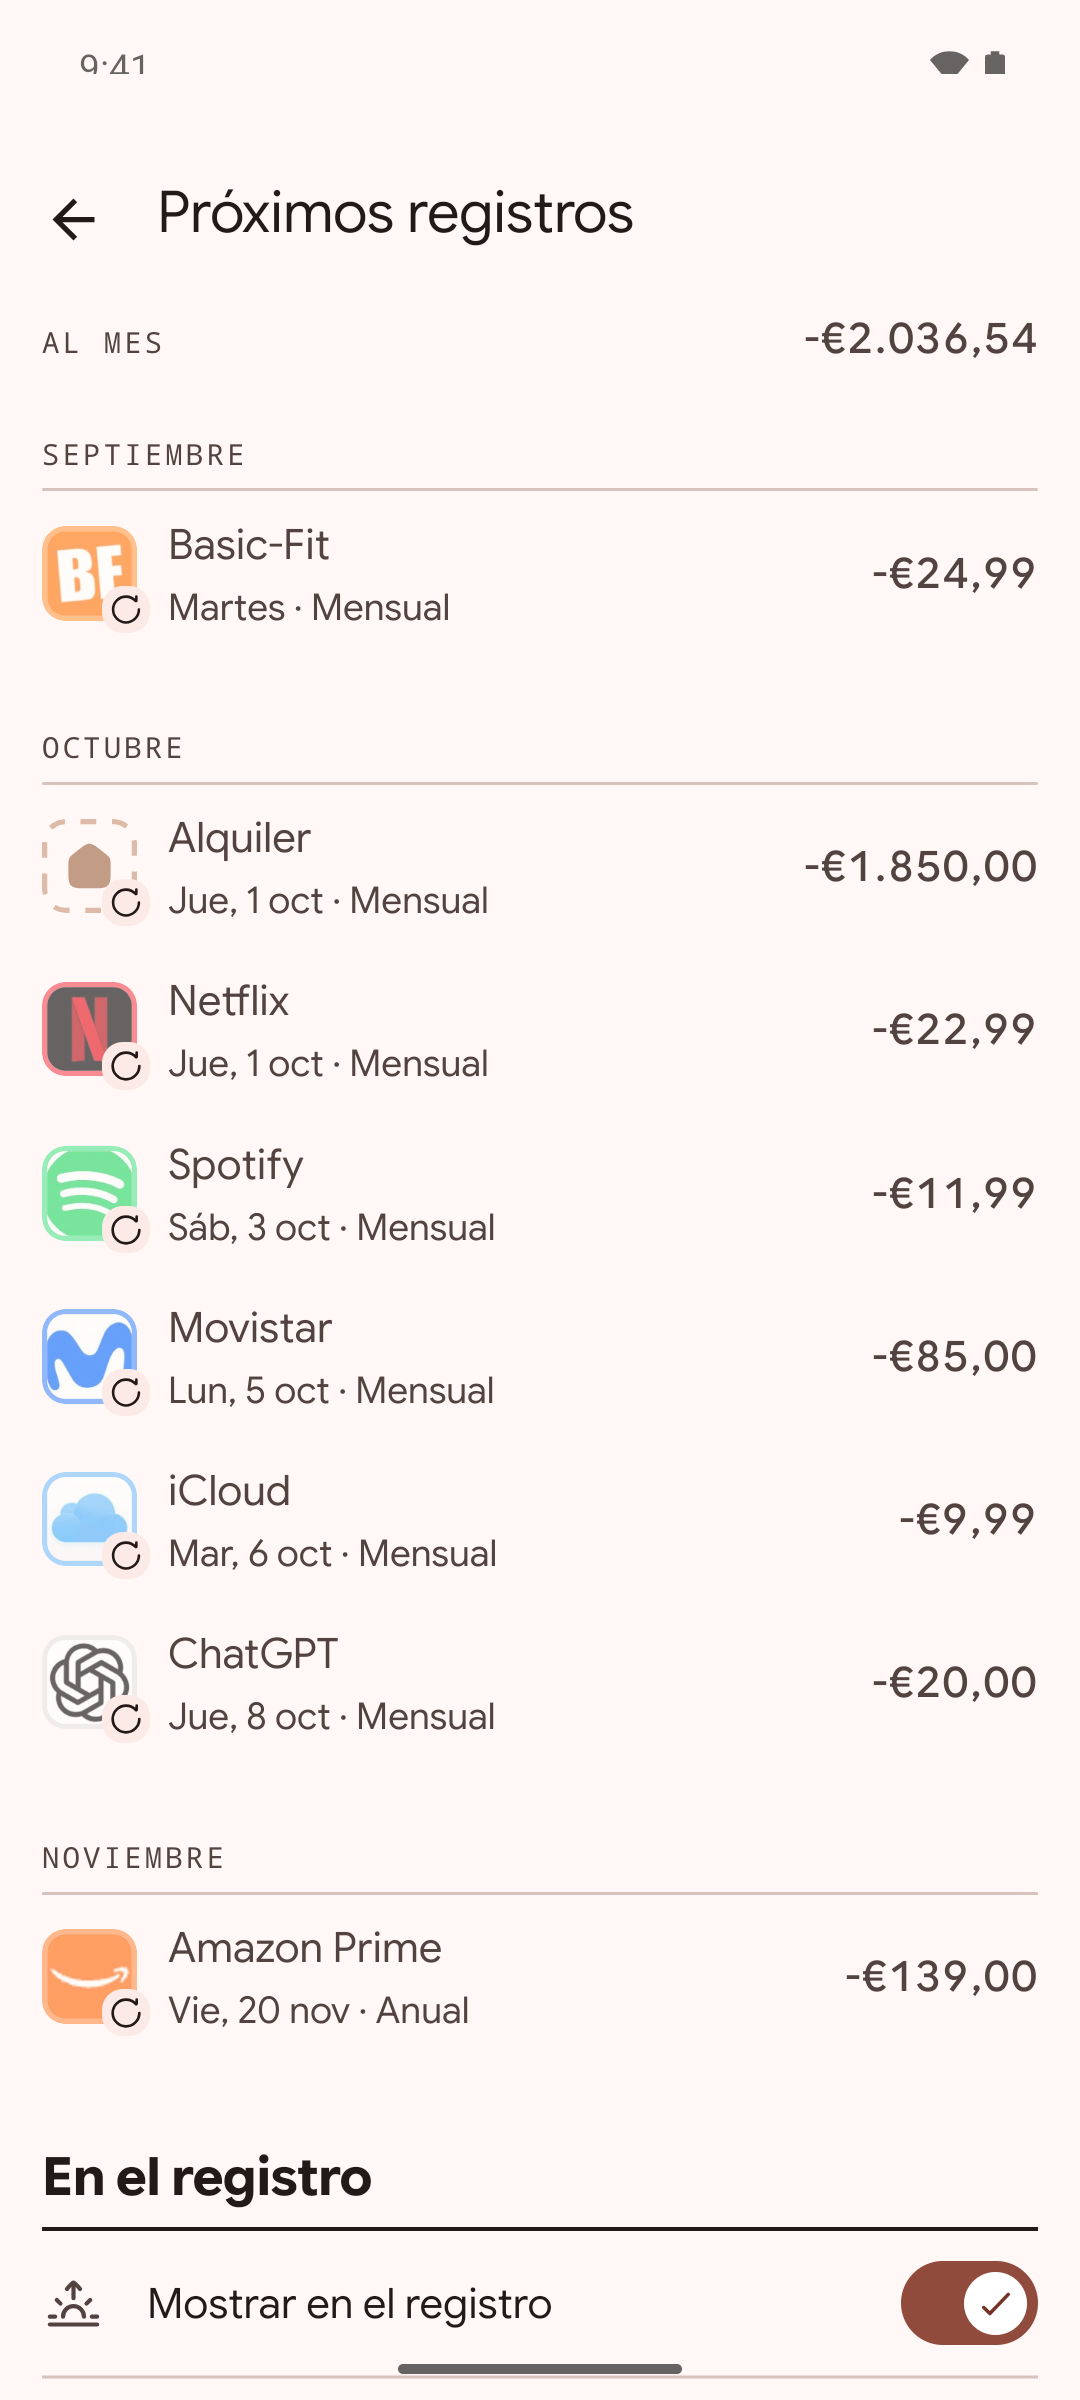 9:41
Próximos registros
AL MES -€2.036,54
SEPTIEMBRE
BF
Basic-Fit
Martes · Mensual
-€24,99
OCTUBRE
Alquiler
Jue, 1 oct · Mensual
-€1.850,00
N
Netflix
Jue, 1 oct · Mensual
-€22,99
Spotify
Sáb, 3 oct · Mensual
-€11,99
Movistar
Lun, 5 oct · Mensual
-€85,00
iCloud
Mar, 6 oct · Mensual
-€9,99
ChatGPT
Jue, 8 oct · Mensual
-€20,00
NOVIEMBRE
Amazon Prime
Vie, 20 nov · Anual
-€139,00
En el registro
Mostrar en el registro